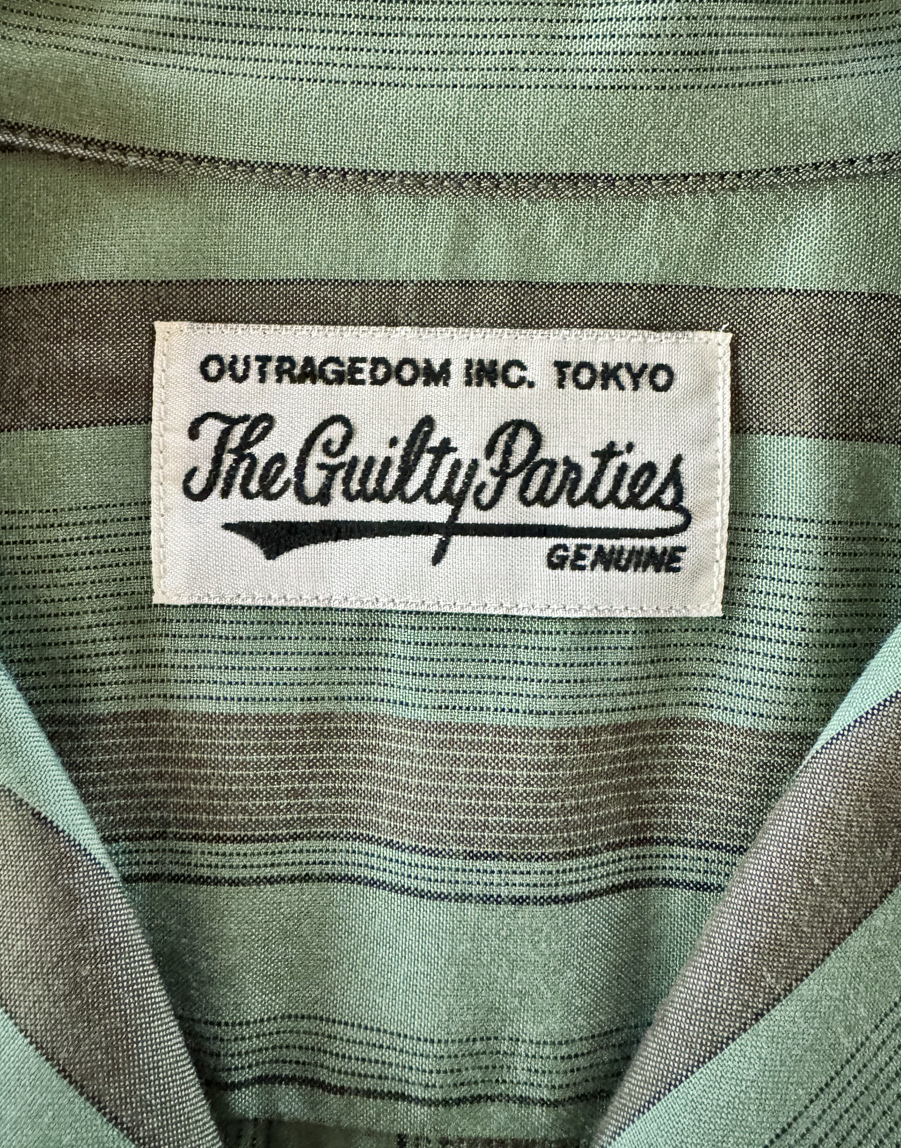 OUTRAGEDOM INC. TOKYO
The Guilty Parties
GENUINE